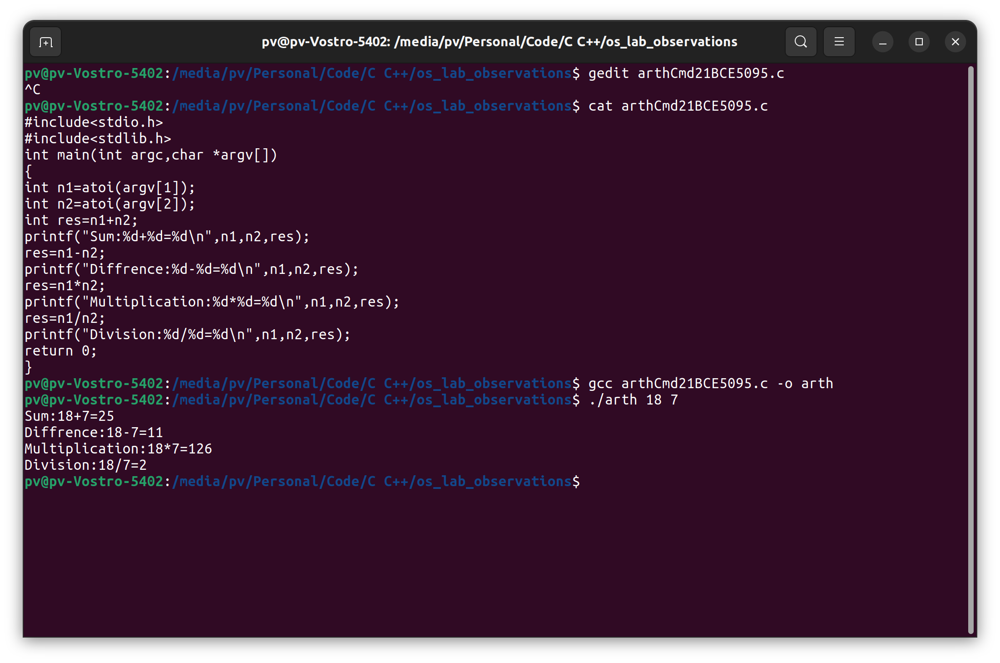 pv@pv-Vostro-5402: /media/pv/Personal/Code/C C++/os_lab_observations
pv@pv-Vostro-5402:/media/pv/Personal/Code/C C++/os_lab_observations$ gedit arthCmd21BCE5095.c
^C
pv@pv-Vostro-5402:/media/pv/Personal/Code/C C++/os_lab_observations$ cat arthCmd21BCE5095.c
#include<stdio.h>
#include<stdlib.h>
int main(int argc,char *argv[])
{
int n1=atoi(argv[1]);
int n2=atoi(argv[2]);
int res=n1+n2;
printf("Sum:%d+%d=%d\n",n1,n2,res);
res=n1-n2;
printf("Diffrence:%d-%d=%d\n",n1,n2,res);
res=n1*n2;
printf("Multiplication:%d*%d=%d\n",n1,n2,res);
res=n1/n2;
printf("Division:%d/%d=%d\n",n1,n2,res);
return 0;
}
pv@pv-Vostro-5402:/media/pv/Personal/Code/C C++/os_lab_observations$ gcc arthCmd21BCE5095.c -o arth
pv@pv-Vostro-5402:/media/pv/Personal/Code/C C++/os_lab_observations$ ./arth 18 7
Sum:18+7=25
Diffrence:18-7=11
Multiplication:18*7=126
Division:18/7=2
pv@pv-Vostro-5402:/media/pv/Personal/Code/C C++/os_lab_observations$